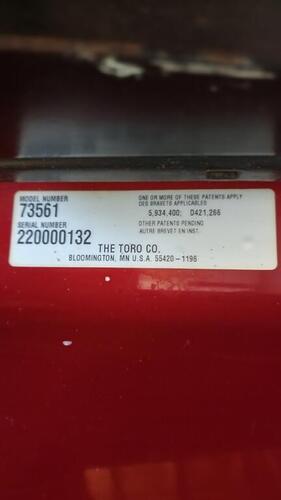 MODEL NUMBER
73561
SERIAL NUMBER
220000132
ONE OR MORE OF THESE PATENTS APPLY
DES BRAVETS APPLICABLES
5,934,400; D421,266
OTHER PATENTS PENDING
AUTRE BREVET EN INST.
THE TORO CO.
BLOOMINGTON, MN U.S.A. 55420-1196